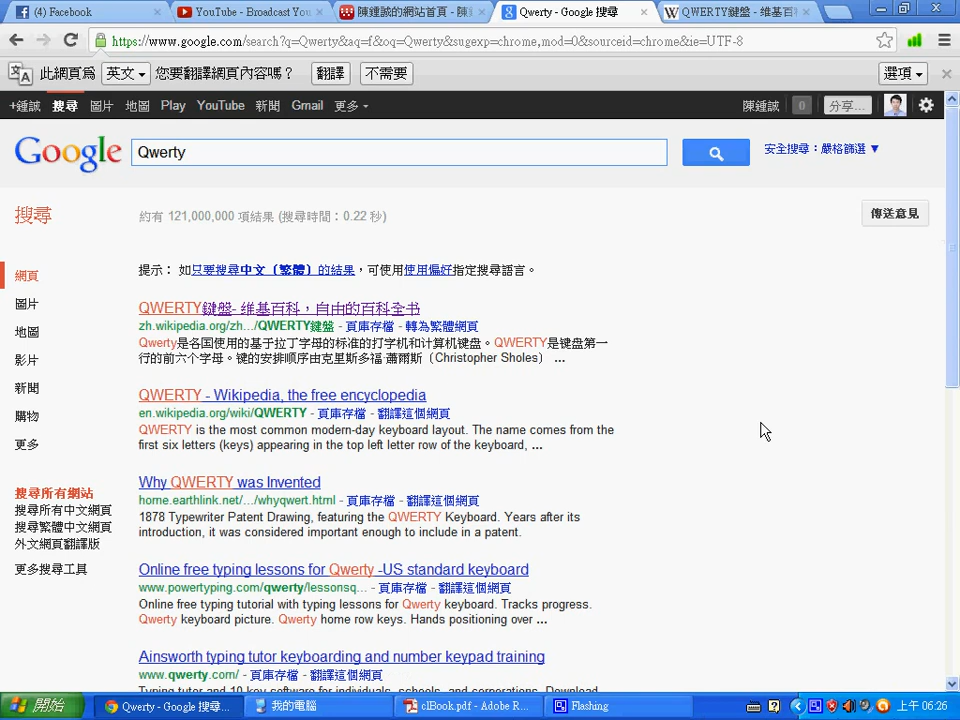 (4) Facebook
YouTube - Broadcast You
陳鍾誠的網站首頁 - 陳
Qwerty - Google 搜尋
QWERTY鍵盤 - 维基百
https://www.google.com/search?q=Qwerty&aq=f&oq=Qwerty&sugexp=chrome,mod=0&sourceid=chrome&ie=UTF-8
此網頁為 英文 您要翻譯網頁內容嗎？ 翻譯 不需要 選項
+鍾誠 搜尋 圖片 地圖 Play YouTube 新聞 Gmail 更多 陳鍾誠 0 分享...
Google Qwerty 安全搜尋：嚴格篩選 ▼
搜尋 約有 121,000,000 項結果 (搜尋時間：0.22 秒) 傳送意見
網頁
圖片
地圖
影片
新聞
購物
更多
搜尋所有網站
搜尋所有中文網頁
搜尋繁體中文網頁
外文網頁翻譯版
更多搜尋工具
提示： 如只要搜尋中文〔繁體〕的結果，可使用使用偏好指定搜尋語言。
QWERTY鍵盤- 维基百科，自由的百科全书
zh.wikipedia.org/zh.../QWERTY鍵盤 - 頁庫存檔 - 轉為繁體網頁
Qwerty是各国使用的基于拉丁字母的标准的打字机和计算机键盘。QWERTY是键盘第一
行的前六个字母。键的安排顺序由克里斯多福·蕭爾斯〔Christopher Sholes〕 ...
QWERTY - Wikipedia, the free encyclopedia
en.wikipedia.org/wiki/QWERTY - 頁庫存檔 - 翻譯這個網頁
QWERTY is the most common modern-day keyboard layout. The name comes from the
first six letters (keys) appearing in the top left letter row of the keyboard, ...
Why QWERTY was Invented
home.earthlink.net/.../whyqwert.html - 頁庫存檔 - 翻譯這個網頁
1878 Typewriter Patent Drawing, featuring the QWERTY Keyboard. Years after its
introduction, it was considered important enough to include in a patent.
Online free typing lessons for Qwerty -US standard keyboard
www.powertyping.com/qwerty/lessonsq... - 頁庫存檔 - 翻譯這個網頁
Online free typing tutorial with typing lessons for Qwerty keyboard. Tracks progress.
Qwerty keyboard picture. Qwerty home row keys. Hands positioning over ...
Ainsworth typing tutor keyboarding and number keypad training
www.qwerty.com/ - 頁庫存檔 - 翻譯這個網頁
Typing tutor and 10-key software for individuals, schools, and corporations. Download
開始 Qwerty - Google 搜尋... 我的電腦 clBook.pdf - Adobe R... Flashing 上午 06:26